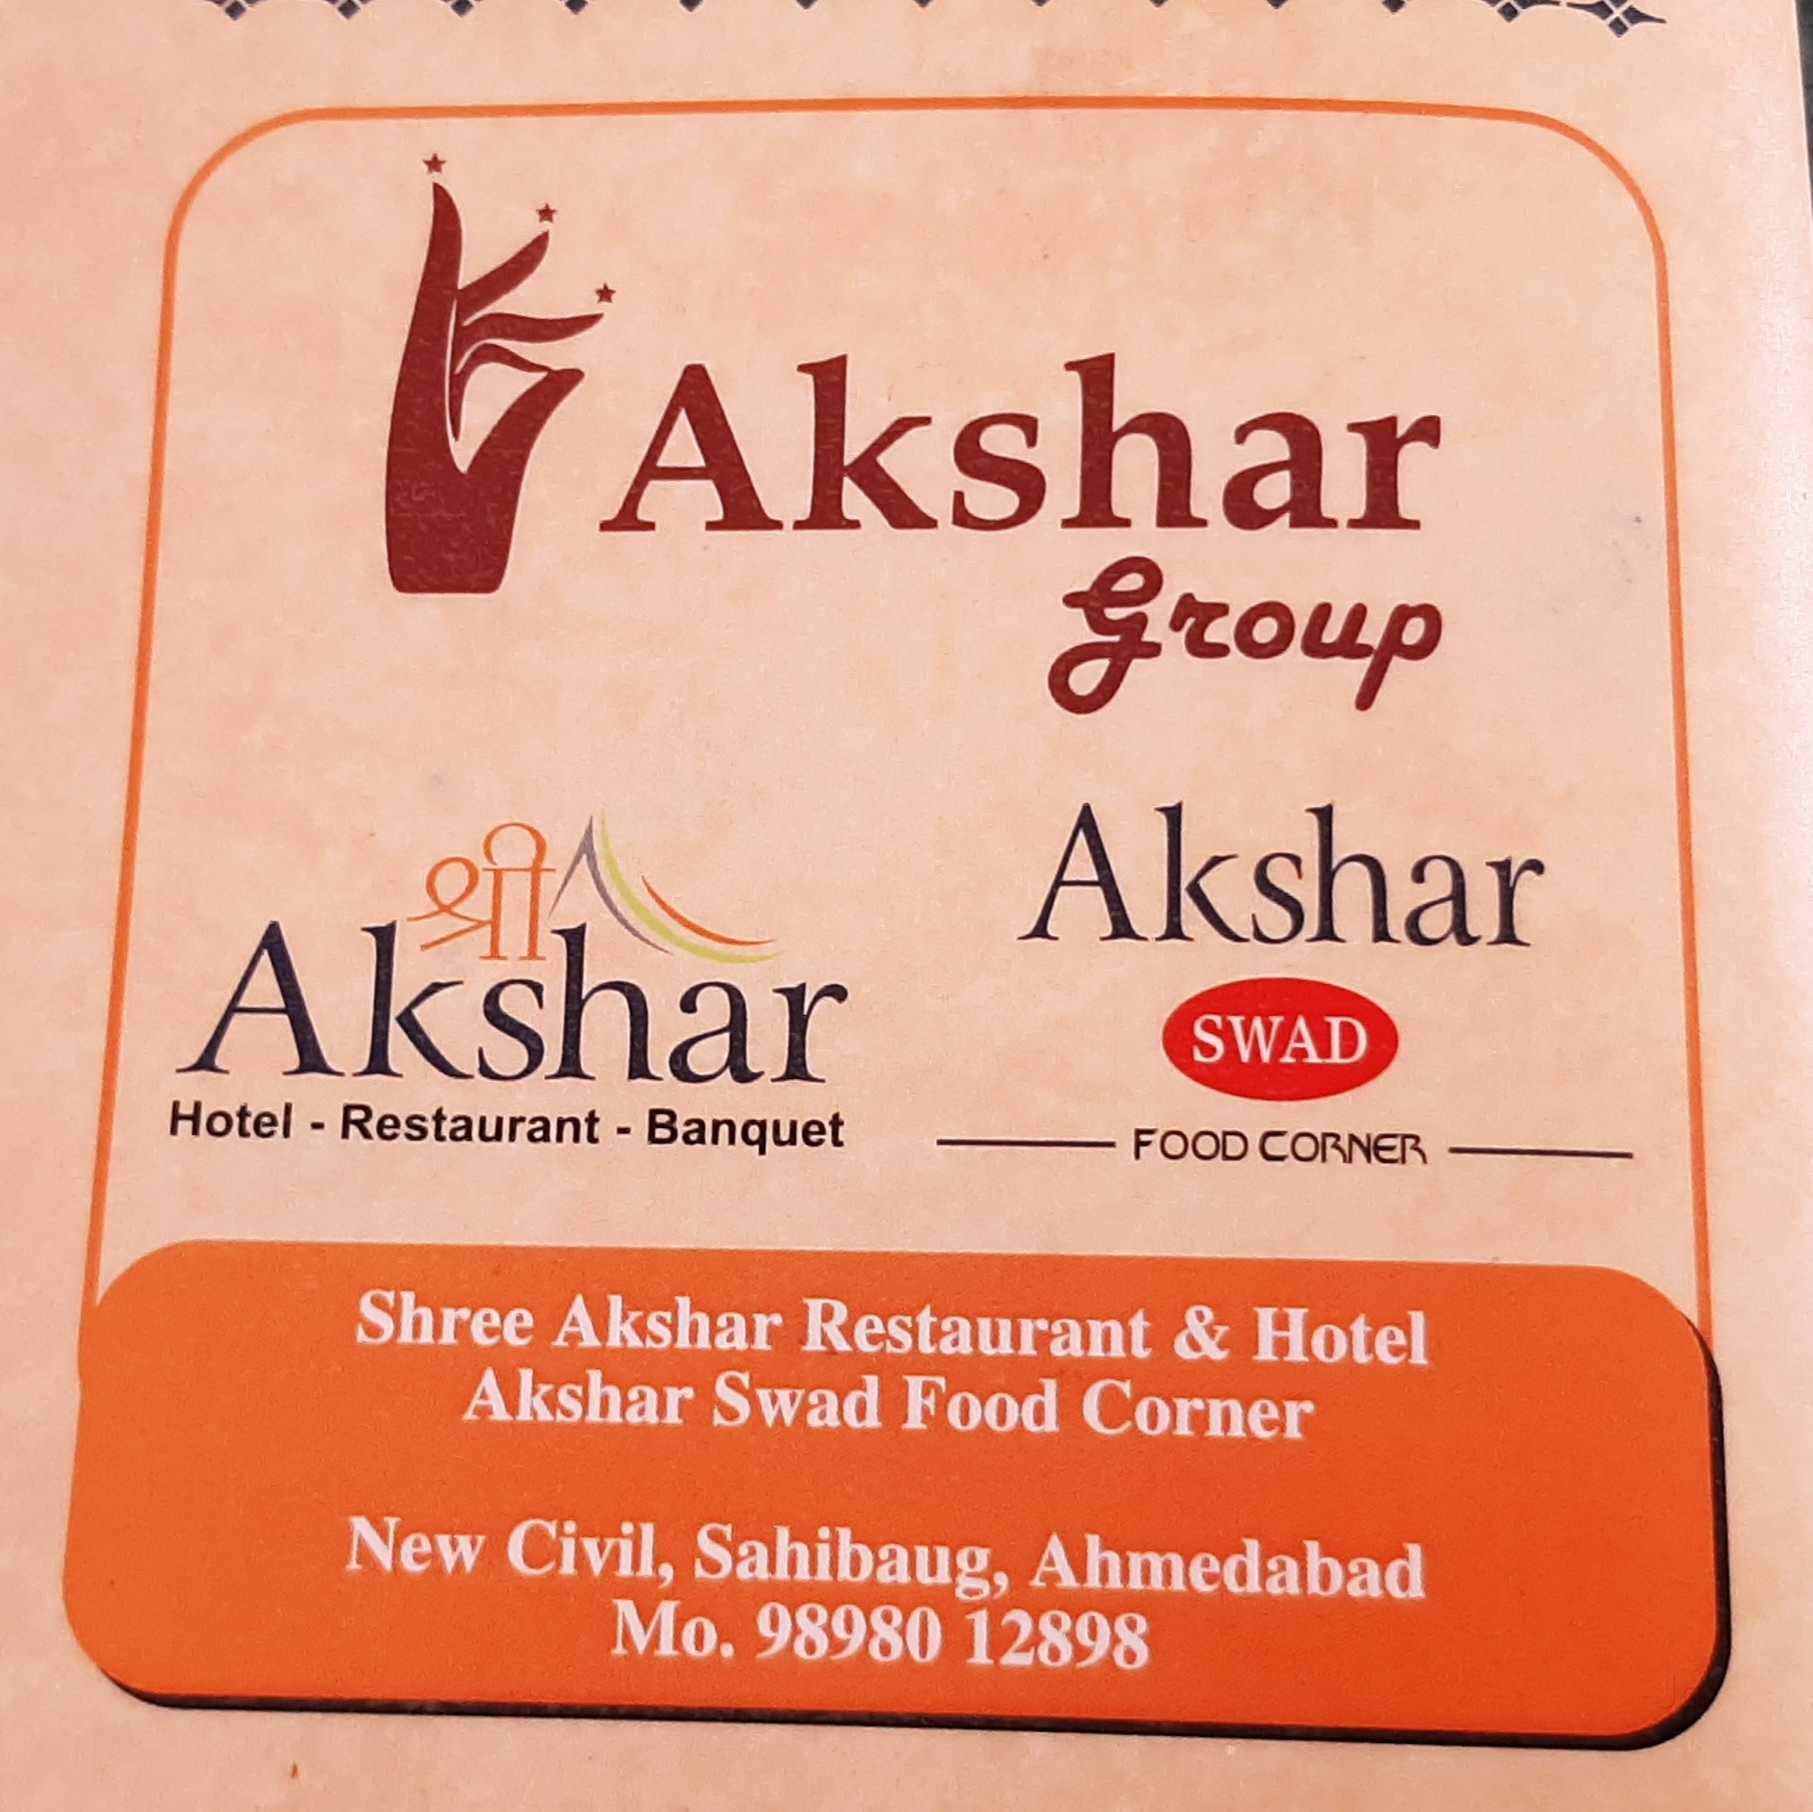 Akshar
Group
श्री
Akshar
Hotel - Restaurant - Banquet
Akshar
SWAD
FOOD CORNER
Shree Akshar Restaurant & Hotel
Akshar Swad Food Corner
New Civil, Sahibaug, Ahmedabad
Mo. 98980 12898